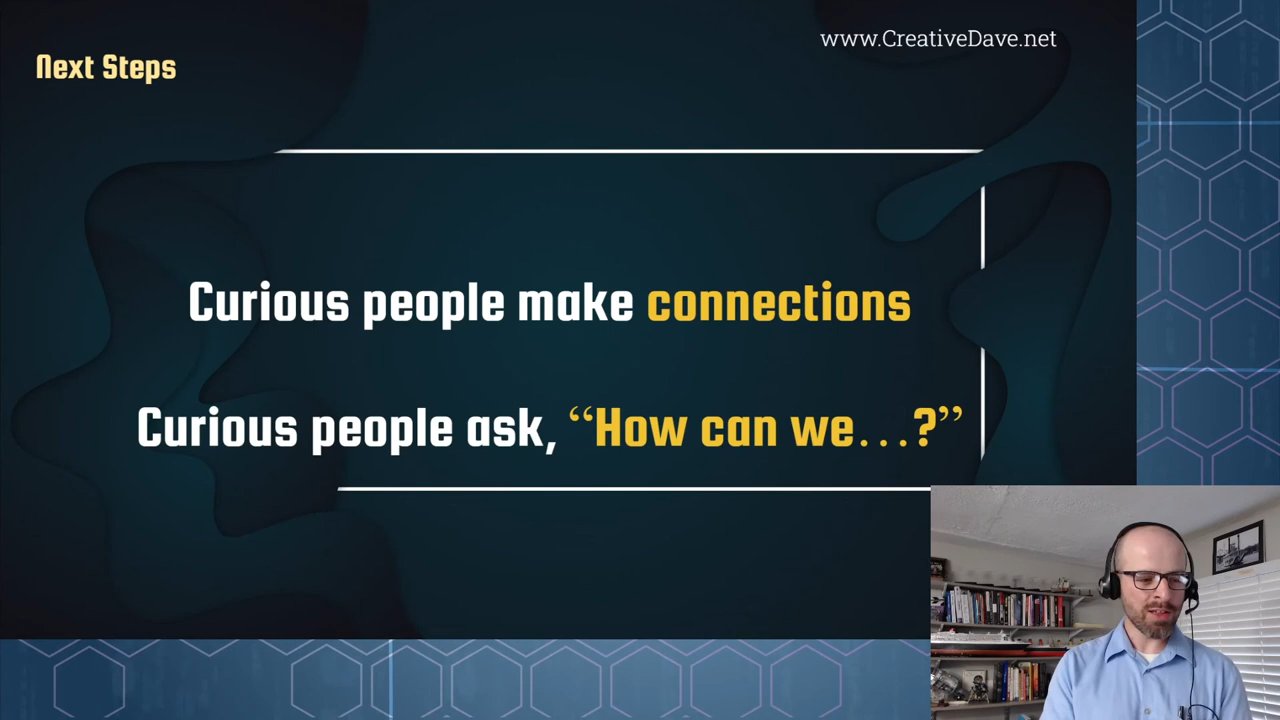 www.CreativeDave.net
Next Steps
Curious people make connections
Curious people ask, “How can we...?”